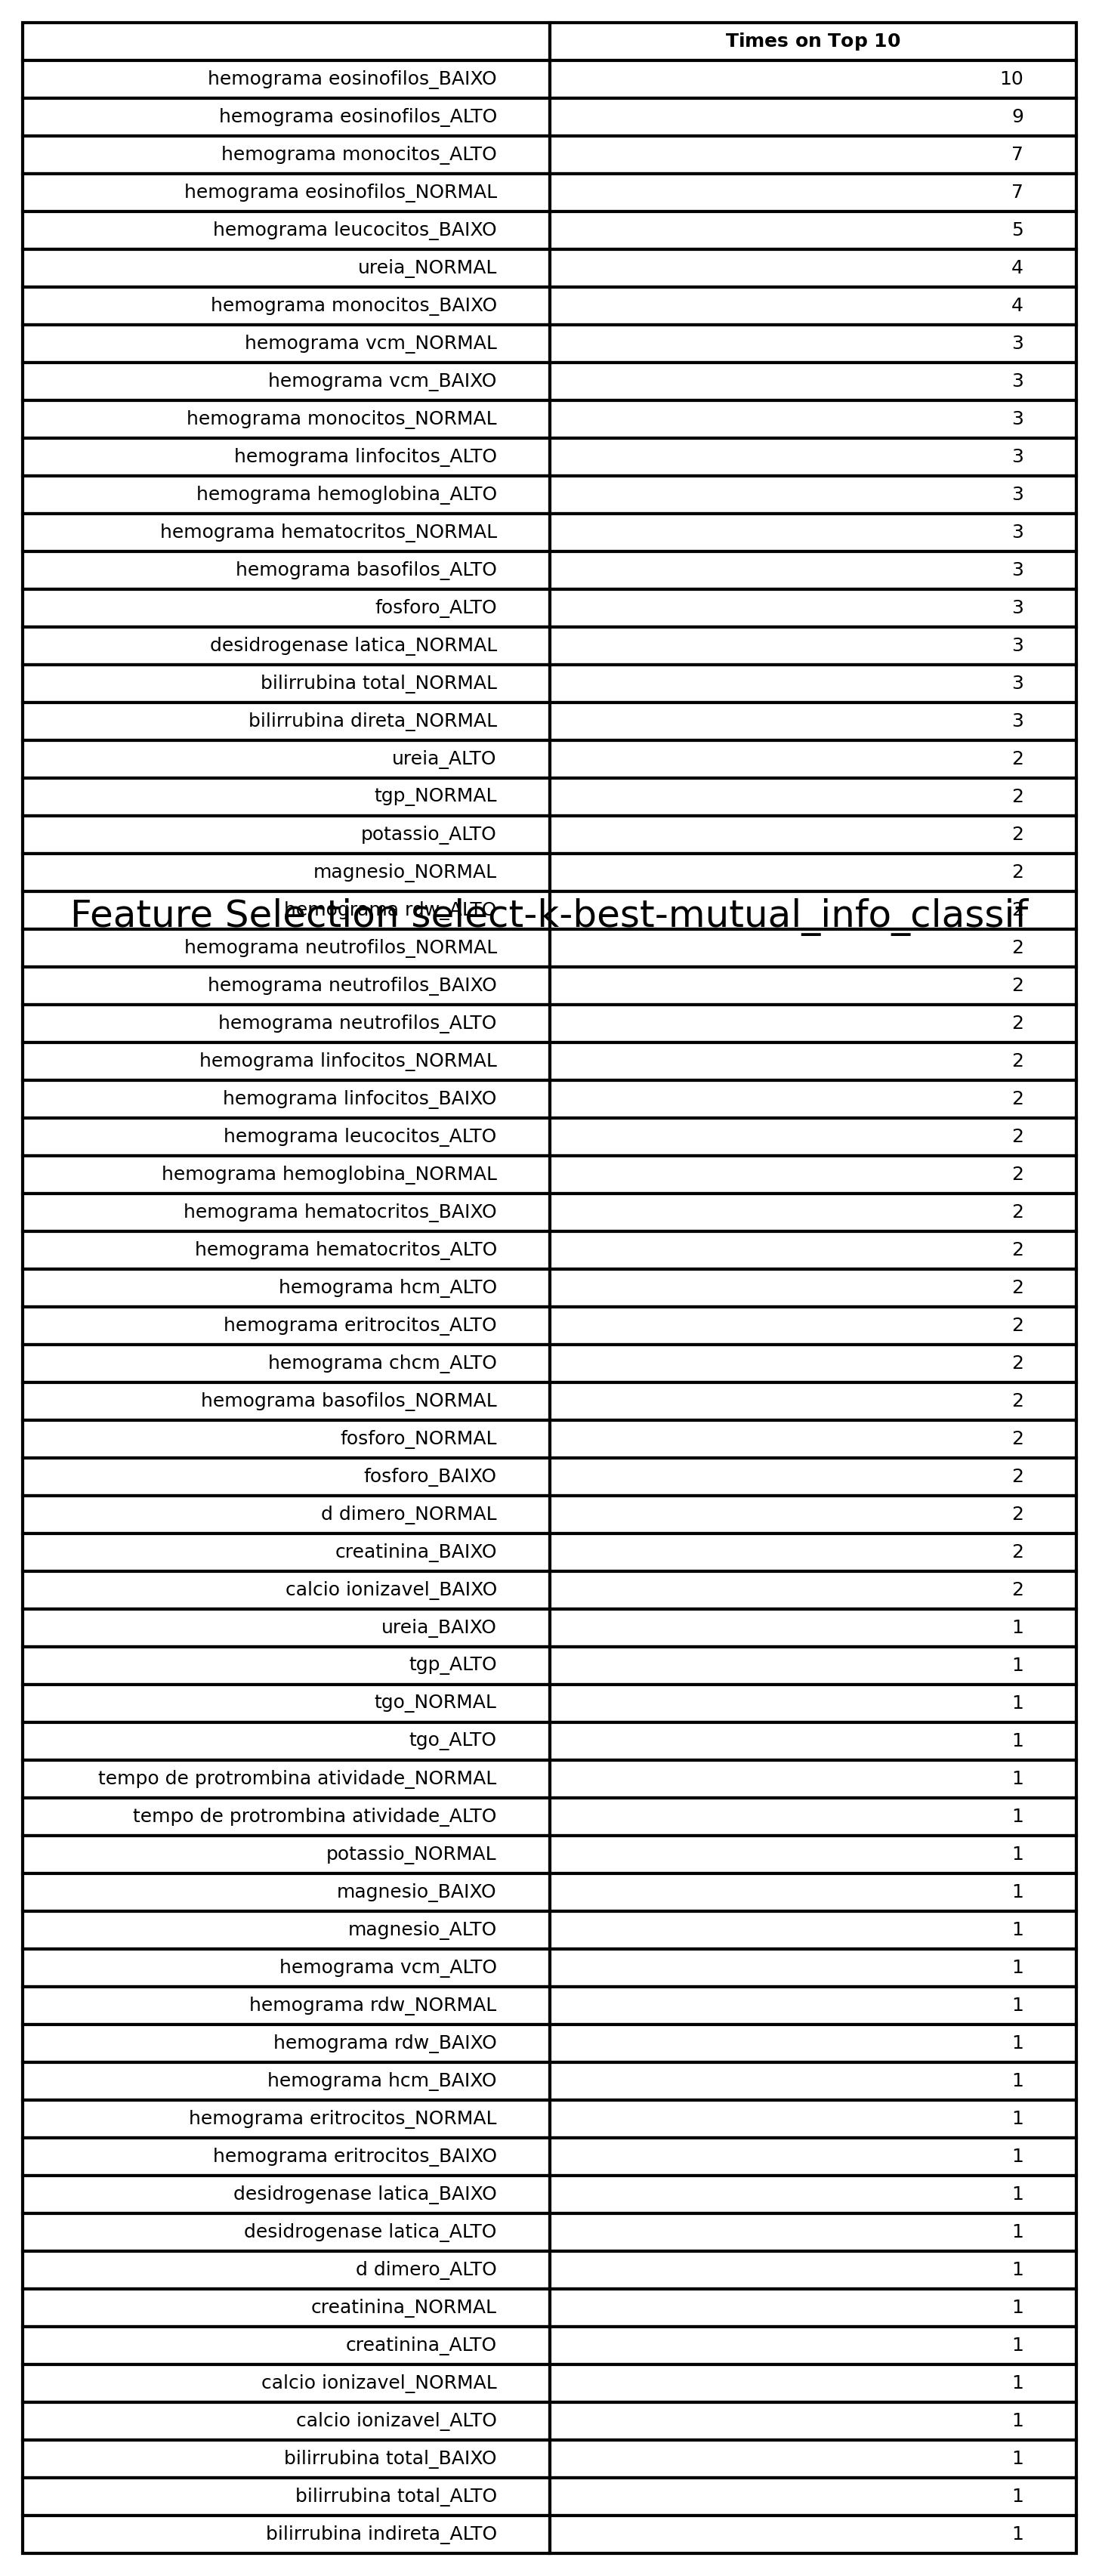 Times on Top 10
hemograma eosinofilos_BAIXO 10
hemograma eosinofilos_ALTO 9
hemograma monocitos_ALTO 7
hemograma eosinofilos_NORMAL 7
hemograma leucocitos_BAIXO 5
ureia_NORMAL 4
hemograma monocitos_BAIXO 4
hemograma vcm_NORMAL 3
hemograma vcm_BAIXO 3
hemograma monocitos_NORMAL 3
hemograma linfocitos_ALTO 3
hemograma hemoglobina_ALTO 3
hemograma hematocritos_NORMAL 3
hemograma basofilos_ALTO 3
fosforo_ALTO 3
desidrogenase latica_NORMAL 3
bilirrubina total_NORMAL 3
bilirrubina direta_NORMAL 3
ureia_ALTO 2
tgp_NORMAL 2
potassio_ALTO 2
magnesio_NORMAL 2
hemograma rdw_ALTO 2
Feature Selection select-k-best-mutual_info_classif
hemograma neutrofilos_NORMAL 2
hemograma neutrofilos_BAIXO 2
hemograma neutrofilos_ALTO 2
hemograma linfocitos_NORMAL 2
hemograma linfocitos_BAIXO 2
hemograma leucocitos_ALTO 2
hemograma hemoglobina_NORMAL 2
hemograma hematocritos_BAIXO 2
hemograma hematocritos_ALTO 2
hemograma hcm_ALTO 2
hemograma eritrocitos_ALTO 2
hemograma chcm_ALTO 2
hemograma basofilos_NORMAL 2
fosforo_NORMAL 2
fosforo_BAIXO 2
d dimero_NORMAL 2
creatinina_BAIXO 2
calcio ionizavel_BAIXO 2
ureia_BAIXO 1
tgp_ALTO 1
tgo_NORMAL 1
tgo_ALTO 1
tempo de protrombina atividade_NORMAL 1
tempo de protrombina atividade_ALTO 1
potassio_NORMAL 1
magnesio_BAIXO 1
magnesio_ALTO 1
hemograma vcm_ALTO 1
hemograma rdw_NORMAL 1
hemograma rdw_BAIXO 1
hemograma hcm_BAIXO 1
hemograma eritrocitos_NORMAL 1
hemograma eritrocitos_BAIXO 1
desidrogenase latica_BAIXO 1
desidrogenase latica_ALTO 1
d dimero_ALTO 1
creatinina_NORMAL 1
creatinina_ALTO 1
calcio ionizavel_NORMAL 1
calcio ionizavel_ALTO 1
bilirrubina total_BAIXO 1
bilirrubina total_ALTO 1
bilirrubina indireta_ALTO 1